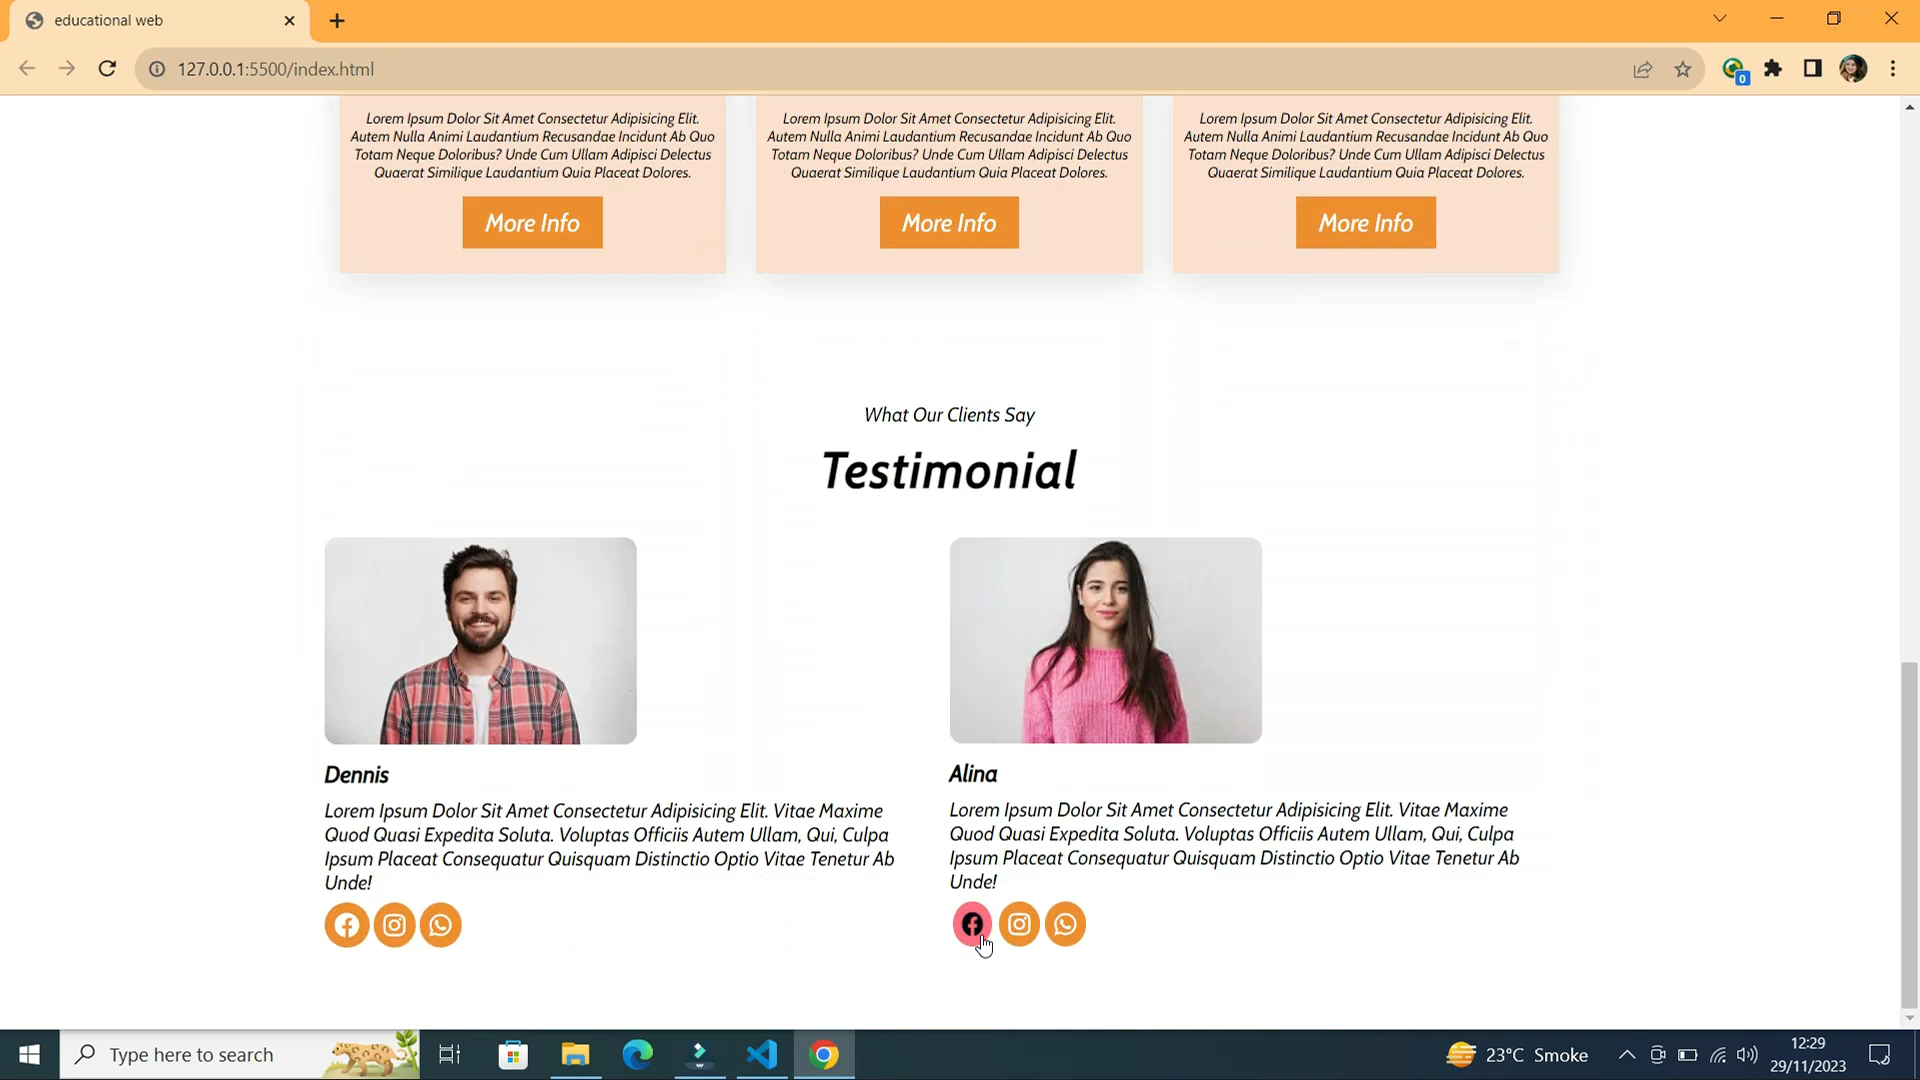 educational web
127.0.0.1:5500/index.html
0
Lorem Ipsum Dolor Sit Amet Consectetur Adipisicing Elit.
Autem Nulla Animi Laudantium Recusandae Incidunt Ab Quo
Totam Neque Doloribus? Unde Cum Ullam Adipisci Delectus
Quaerat Similique Laudantium Quia Placeat Dolores.
More Info
Lorem Ipsum Dolor Sit Amet Consectetur Adipisicing Elit.
Autem Nulla Animi Laudantium Recusandae Incidunt Ab Quo
Totam Neque Doloribus? Unde Cum Ullam Adipisci Delectus
Quaerat Similique Laudantium Quia Placeat Dolores.
More Info
Lorem Ipsum Dolor Sit Amet Consectetur Adipisicing Elit.
Autem Nulla Animi Laudantium Recusandae Incidunt Ab Quo
Totam Neque Doloribus? Unde Cum Ullam Adipisci Delectus
Quaerat Similique Laudantium Quia Placeat Dolores.
More Info
What Our Clients Say
Testimonial
Dennis
Lorem Ipsum Dolor Sit Amet Consectetur Adipisicing Elit. Vitae Maxime
Quod Quasi Expedita Soluta. Voluptas Officiis Autem Ullam, Qui, Culpa
Ipsum Placeat Consequatur Quisquam Distinctio Optio Vitae Tenetur Ab
Unde!
Alina
Lorem Ipsum Dolor Sit Amet Consectetur Adipisicing Elit. Vitae Maxime
Quod Quasi Expedita Soluta. Voluptas Officiis Autem Ullam, Qui, Culpa
Ipsum Placeat Consequatur Quisquam Distinctio Optio Vitae Tenetur Ab
Unde!
Type here to search
23°C Smoke
12:29
29/11/2023